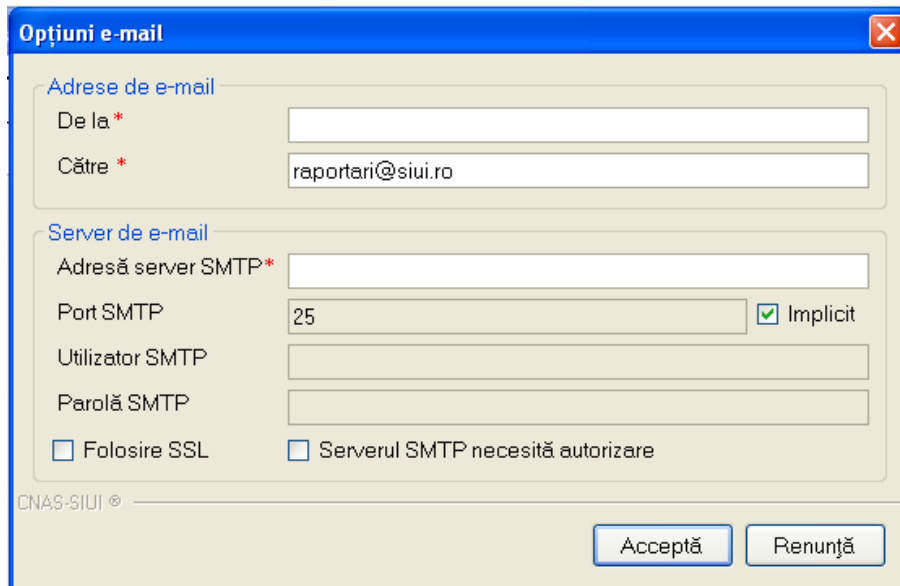 Opțiuni e-mail
Adrese de e-mail
De la *
Către * raportari@siui.ro
Server de e-mail
Adresă server SMTP*
Port SMTP 25 Implicit
Utilizator SMTP
Parolă SMTP
Folosire SSL Serverul SMTP necesită autorizare
CNAS-SIUI ®
Acceptă Renunță